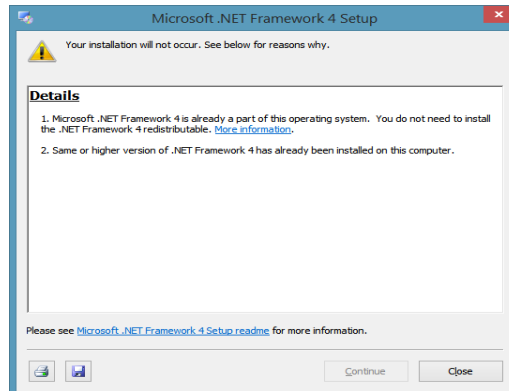 Microsoft .NET Framework 4 Setup
Your installation will not occur. See below for reasons why.
Details
1. Microsoft .NET Framework 4 is already a part of this operating system. You do not need to install
the .NET Framework 4 redistributable. More information.
2. Same or higher version of .NET Framework 4 has already been installed on this computer.
Please see Microsoft .NET Framework 4 Setup readme for more information.
Continue
Close